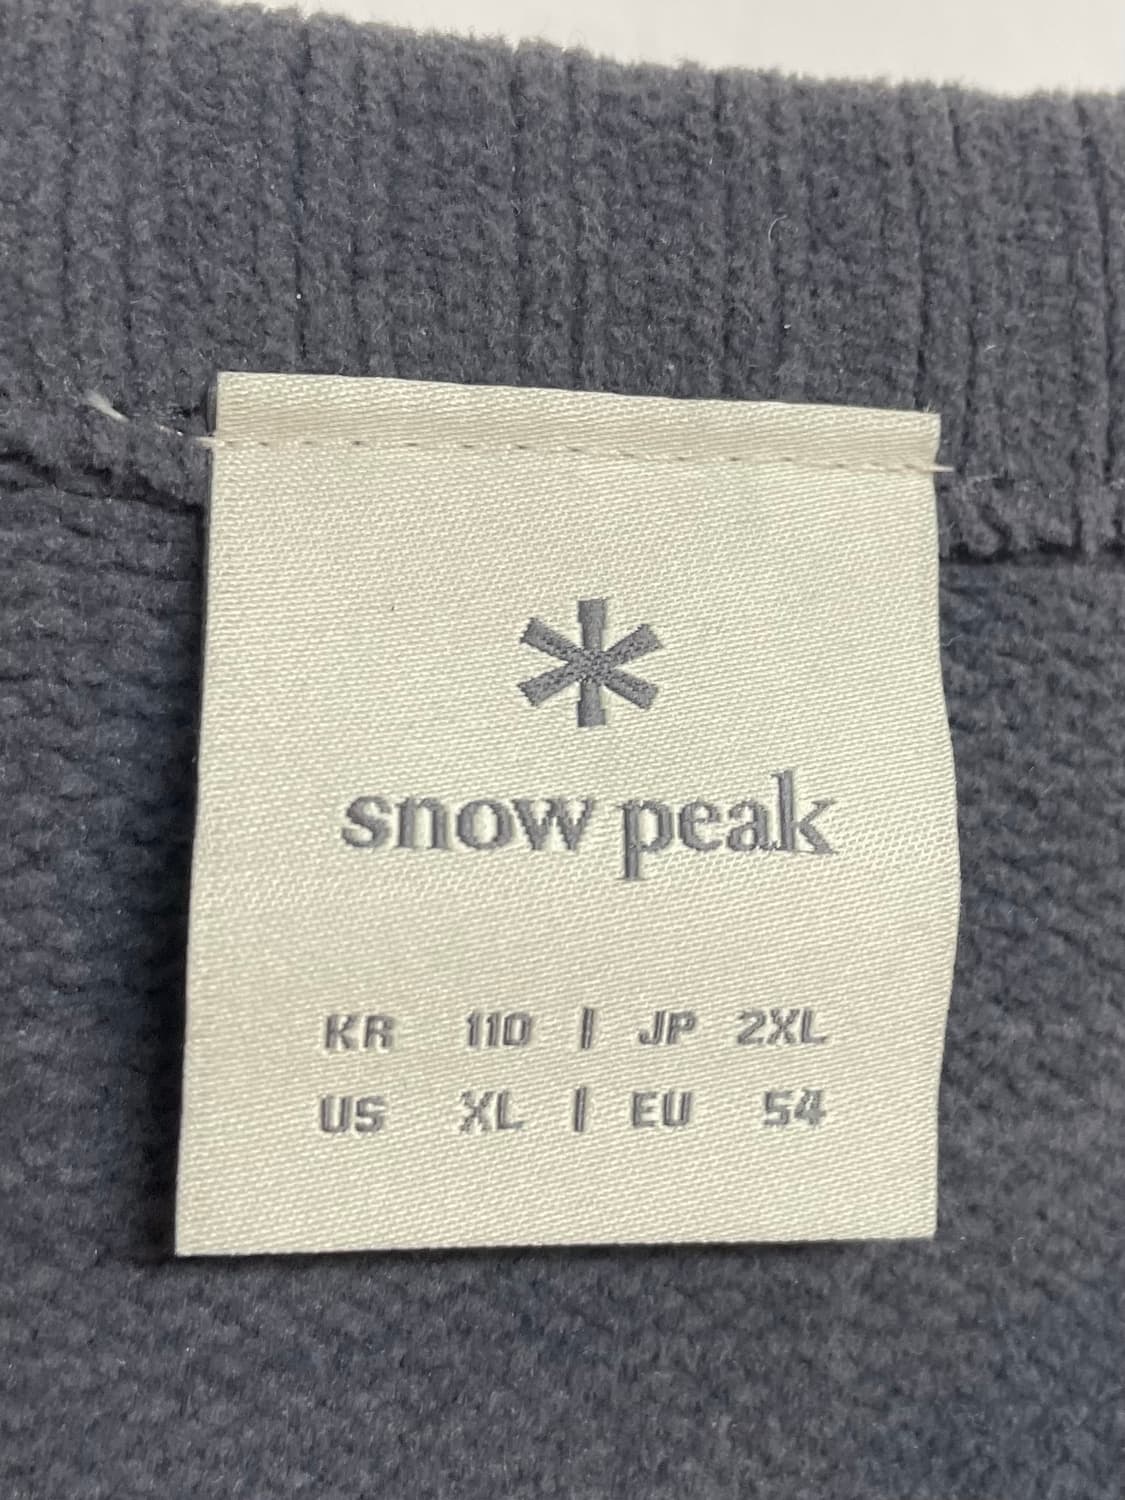 snow peak
KR 110 | JP 2XL
US XL | EU 54